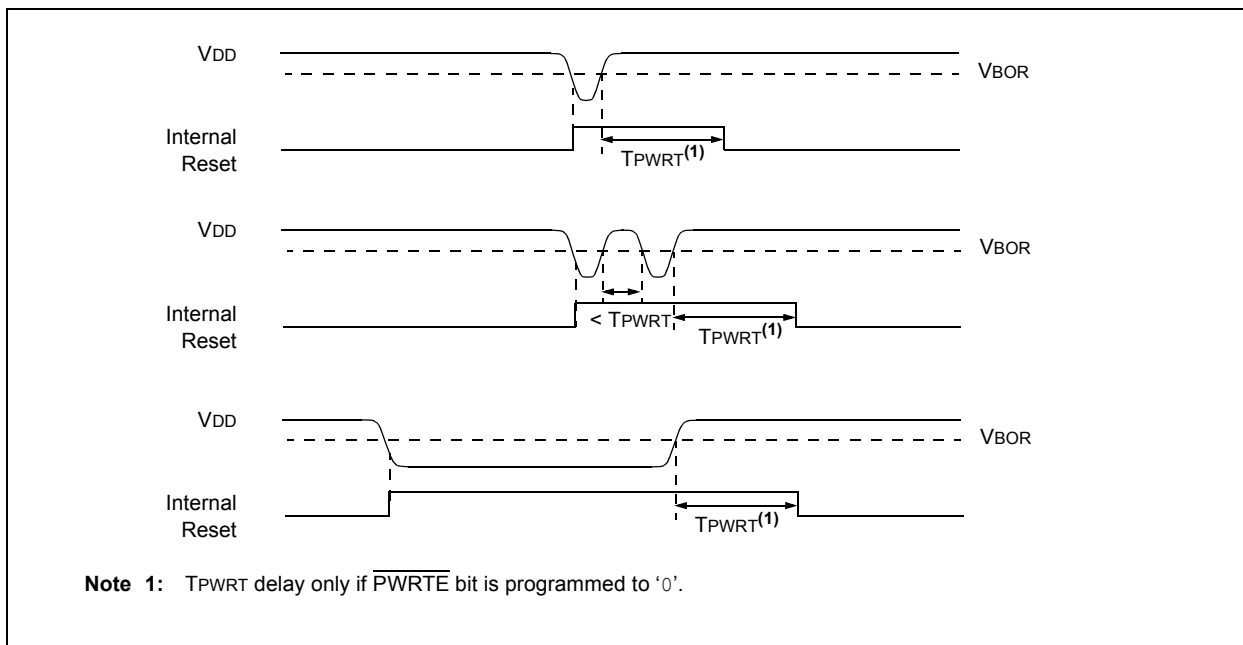 VDD
VBOR
Internal
Reset
TPWRT(1)
VDD
VBOR
Internal
Reset
< TPWRT
TPWRT(1)
VDD
VBOR
Internal
Reset
TPWRT(1)
Note 1: TPWRT delay only if P̅W̅R̅T̅E̅ bit is programmed to ‘0’.